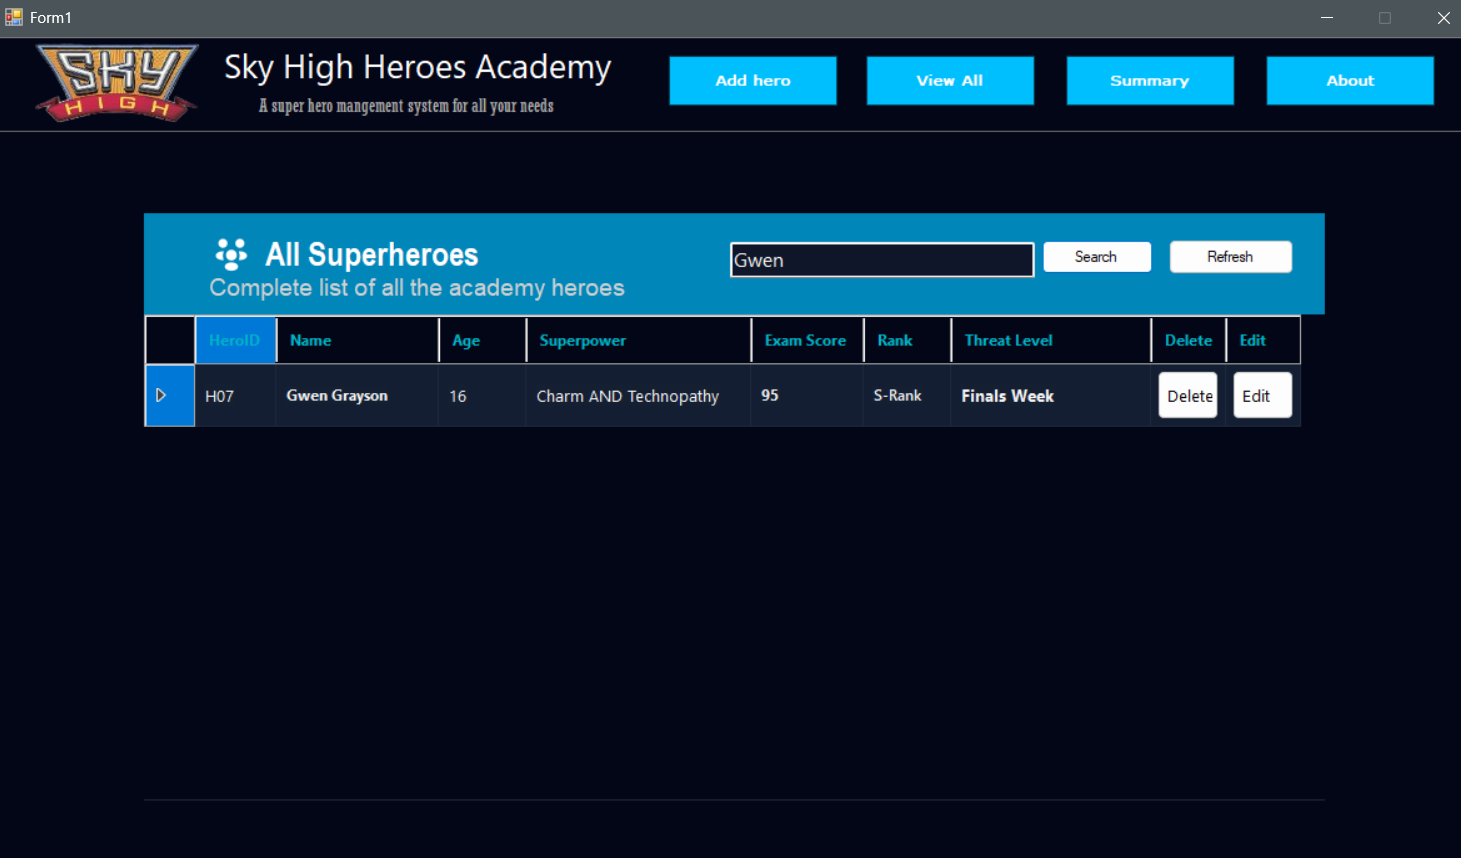 Form1
SKY HIGH
Sky High Heroes Academy
A super hero mangement system for all your needs
Add hero View All Summary About
All Superheroes
Complete list of all the academy heroes
Gwen Search Refresh
HeroID Name Age Superpower Exam Score Rank Threat Level Delete Edit
H07 Gwen Grayson 16 Charm AND Technopathy 95 S-Rank Finals Week Delete Edit